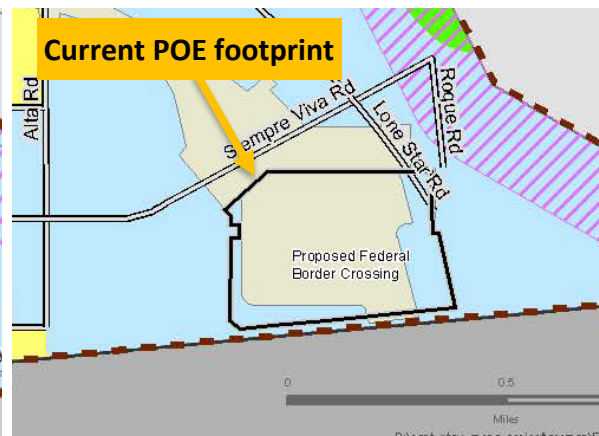 Current POE footprint
Alta Rd
Siempre Viva Rd
Lone Star Rd
Roque Rd
Proposed Federal
Border Crossing
0
0.5
Miles